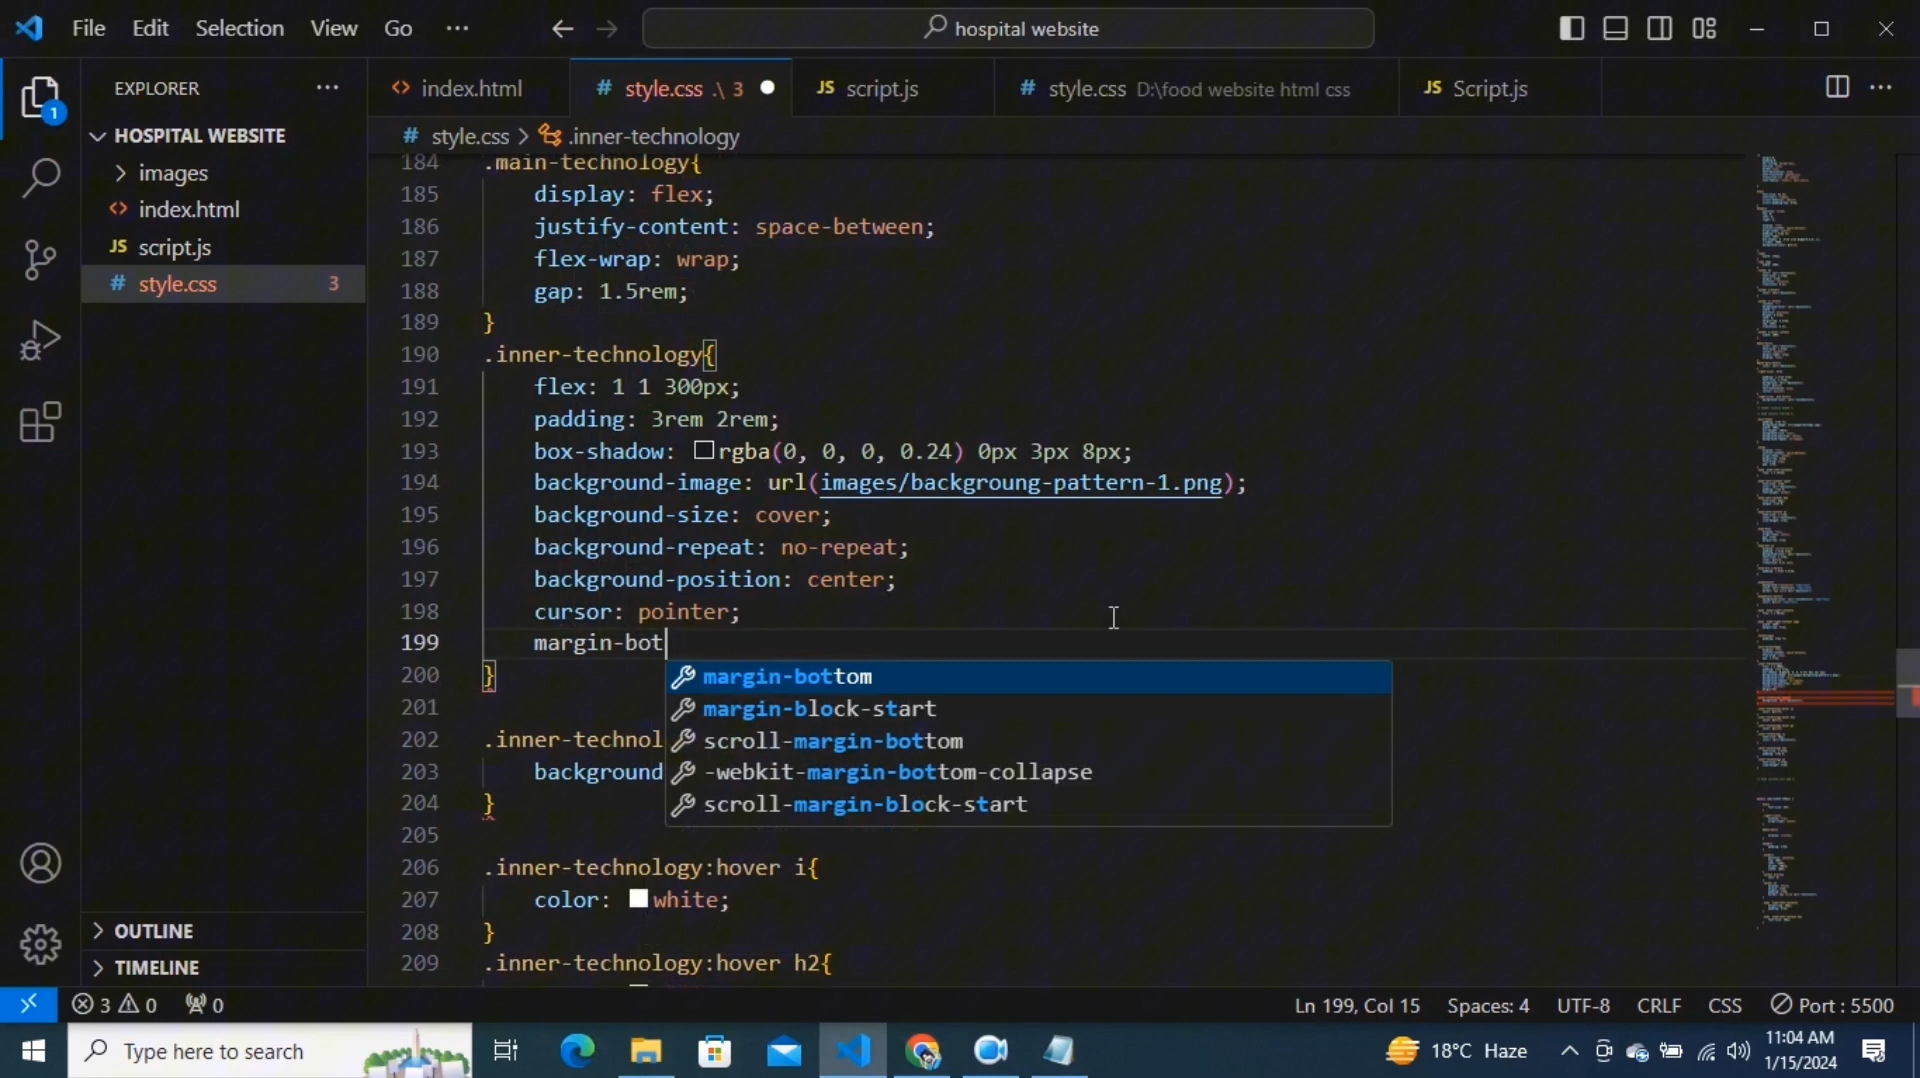 File Edit Selection View Go ··· hospital website
EXPLORER ···
HOSPITAL WEBSITE
images
index.html
JS script.js
# style.css 3
OUTLINE
TIMELINE
index.html # style.css .\ 3 JS script.js # style.css D:\food website html css JS Script.js
# style.css > .inner-technology
184 .main-technology{
185 display: flex;
186 justify-content: space-between;
187 flex-wrap: wrap;
188 gap: 1.5rem;
189 }
190 .inner-technology{
191 flex: 1 1 300px;
192 padding: 3rem 2rem;
193 box-shadow: rgba(0, 0, 0, 0.24) 0px 3px 8px;
194 background-image: url(images/backgroung-pattern-1.png);
195 background-size: cover;
196 background-repeat: no-repeat;
197 background-position: center;
198 cursor: pointer;
199 margin-bot
200 }
201
202 .inner-technol
203 background
204 }
205
206 .inner-technology:hover i{
207 color: white;
208 }
209 .inner-technology:hover h2{
margin-bottom
margin-block-start
scroll-margin-bottom
-webkit-margin-bottom-collapse
scroll-margin-block-start
1
3 0 0 Ln 199, Col 15 Spaces: 4 UTF-8 CRLF CSS Port : 5500
Type here to search 18°C Haze 11:04 AM
1/15/2024